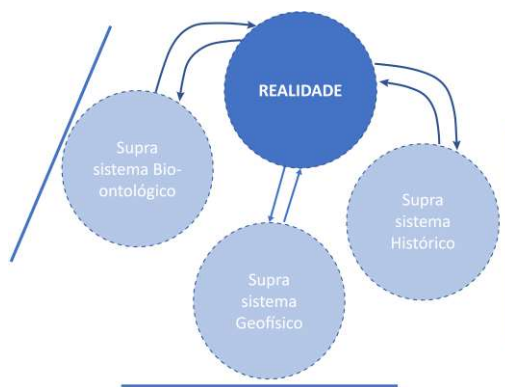 REALIDADE
Supra
sistema Bio-
ontológico
Supra
sistema
Histórico
Supra
sistema
Geofísico